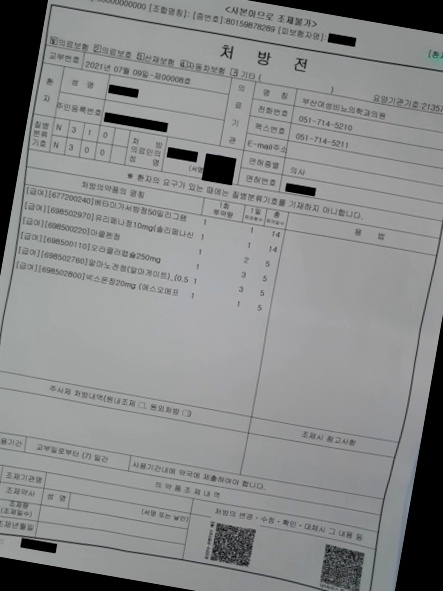 <사본이므로 조제불가>
00000000000 [조합명칭]: [증번호]:80159878289 [피보험자명]:
처 방 전
[1]의료보험 [2]의료보호 [3]산재보험 [4]자동차보험 [5]기타 ( )
요양기관기호:2135
교부번호 2021년 07월 09일-제00008호
환자
성 명
주민등록번호
의료기관
명 칭 부산여성비뇨의학과의원
전화번호 051-714-5210
팩스번호 051-714-5211
E-mail주소
질병분류기호
N 3 1 0
N 3 0 0
처방 의료인의 성명
(서명
면허종별 의사
면허번호
※ 환자의 요구가 있는 때에는 질병분류기호를 기재하지 아니합니다.
처방의약품의 명칭 1회 투약량 1일 투여횟수 총 투약일수 용 법
[급여][677200240]베타미가서방정50밀리그램 1 1 14
[급여][698502970]유리페나정10mg(솔리페나신 1 1 14
[급여][698500220]마를론정 1 2 5
[급여][698500110]오라클러캡슐250mg 1 3 5
[급여][698502760]알마노겐정(알마게이트)_(0.5 1 3 5
[급여][698502800]넥스온정20mg (에스오메프 1 1 5
주사제 처방내역(원내조제 □, 원외처방 □)
조제시 참고사항
용기간 교부일로부터 (7) 일간 사용기간내에 약국에 제출하여야 합니다.
의 약 품 조 제 내 역
조제기관명
처방의 변경·수정·확인·대체시 그 내용 등
조제약사 성 명
(서명 또는 날인)
조제량
(조제일수)
조제년월일